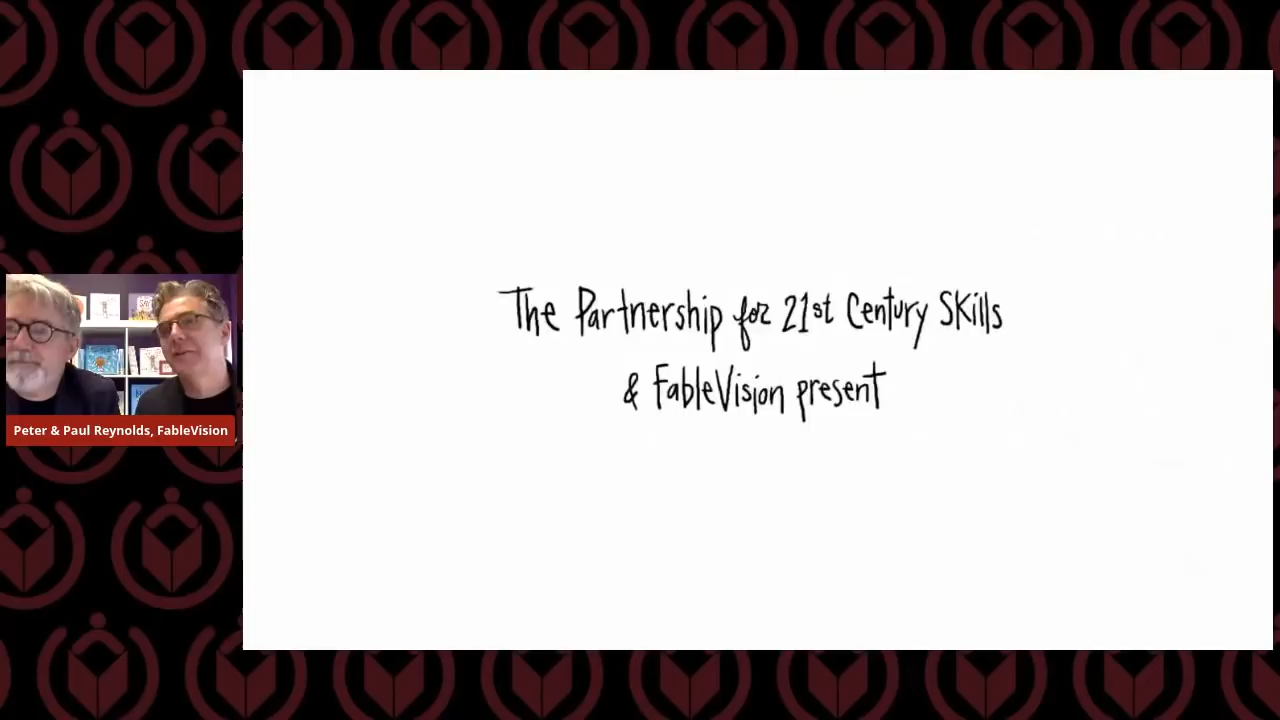 The Partnership for 21st Century Skills
& FableVision present
Peter & Paul Reynolds, FableVision